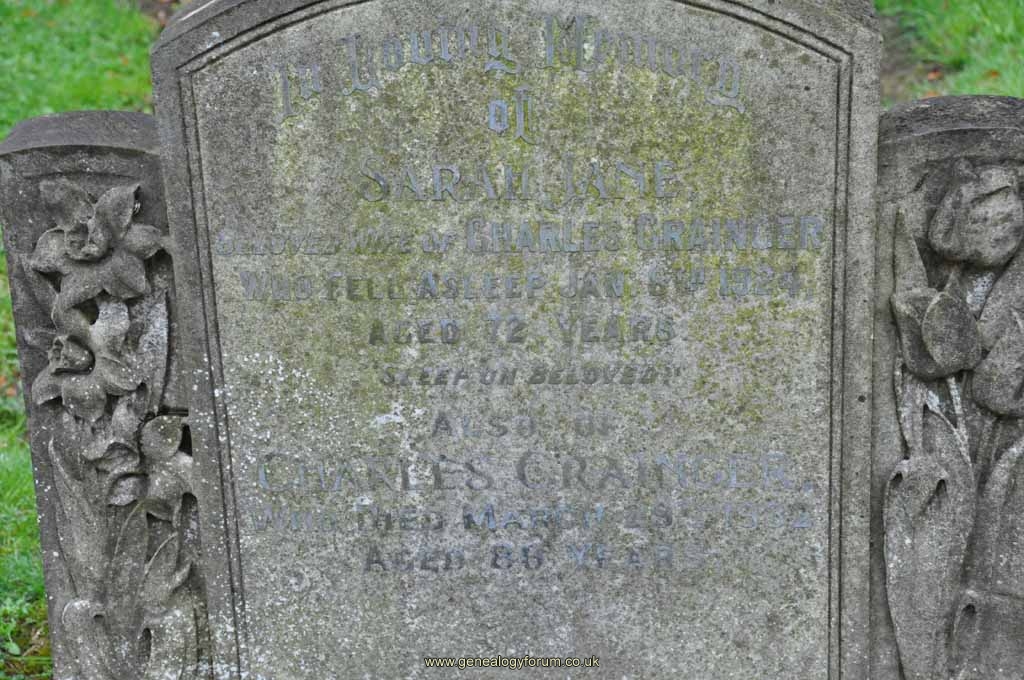 In Loving Memory
of
SARAH JANE
BELOVED WIFE OF CHARLES GRAINGER
WHO FELL ASLEEP JAN 6TH 1924
AGED 72 YEARS
"SLEEP ON BELOVED"
ALSO OF
CHARLES GRAINGER,
WHO DIED MARCH 1932
AGED 86 YEARS
www.genealogyforum.co.uk